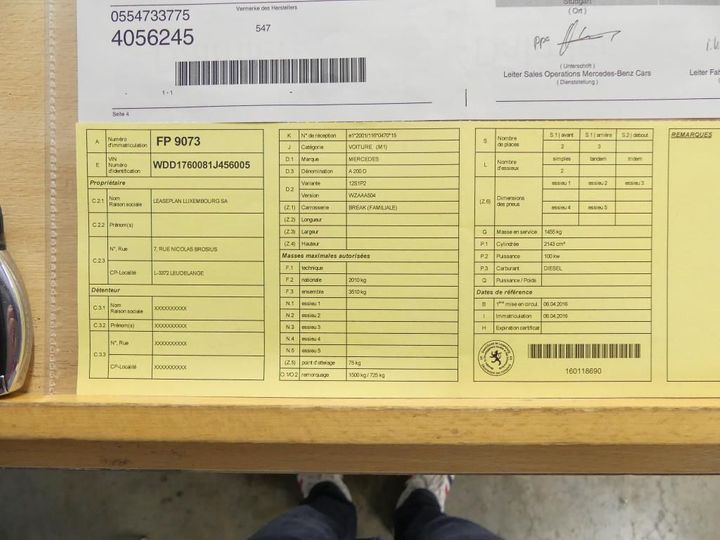 0554733775
Vermerke des Herstellers
Stuttgart
( Ort )
4056245
547
ppa
( Unterschrift )
Leiter Sales Operations Mercedes-Benz Cars
Leiter Fah
( Dienststellung )
- 1-1
Seite 4
A Numéro d'immatriculation FP 9073
E VIN Numéro d'identification WDD1760081J456005
Propriétaire
C.2.1 Nom Raison sociale LEASEPLAN LUXEMBOURG SA
C.2.2 Prénom(s)
C.2.3 N°, Rue 7, RUE NICOLAS BROSIUS
CP-Localité L-3372 LEUDELANGE
Détenteur
C.3.1 Nom Raison sociale XXXXXXXXXX
C.3.2 Prénom(s) XXXXXXXXXX
C.3.3 N°, Rue XXXXXXXXXX
CP-Localité XXXXXXXXXX
K N° de réception e1*2001/116*0470*15
J Catégorie VOITURE (M1)
D.1 Marque MERCEDES
D.3 Dénomination A 200 D
D.2 Variante 12S1P2
Version WZAAA504
(Z.1) Carrosserie BREAK (FAMILIALE)
(Z.2) Longueur
(Z.3) Largeur
(Z.4) Hauteur
Masses maximales autorisées
F.1 technique
F.2 nationale 2010 kg
F.3 ensemble 3510 kg
N.1 essieu 1
N.2 essieu 2
N.3 essieu 3
N.4 essieu 4
N.5 essieu 5
(Z.5) point d'attelage 75 kg
O.1/O.2 remorquage 1500 kg / 725 kg
S Nombre de places S.1 | avant S.1 | arrière S.2 | debout
2 3
L Nombre d'essieux simples tandem tridem
2
(Z.6) Dimensions des pneus essieu 1 essieu 2 essieu 3
essieu 4 essieu 5
G Masse en service 1455 kg
P.1 Cylindrée 2143 cm³
P.2 Puissance 100 kw
P.3 Carburant DIESEL
Q Puissance / Poids
Dates de référence
B 1ère mise en circul. 06.04.2016
I Immatriculation 06.04.2016
H Expiration certificat
160118690
REMARQUES